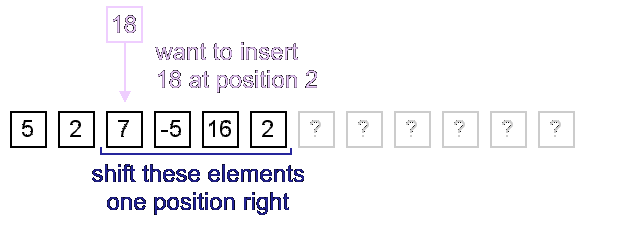 18
want to insert
18 at position 2
5 2 7 -5 16 2 ? ? ? ? ? ?
shift these elements
one position right